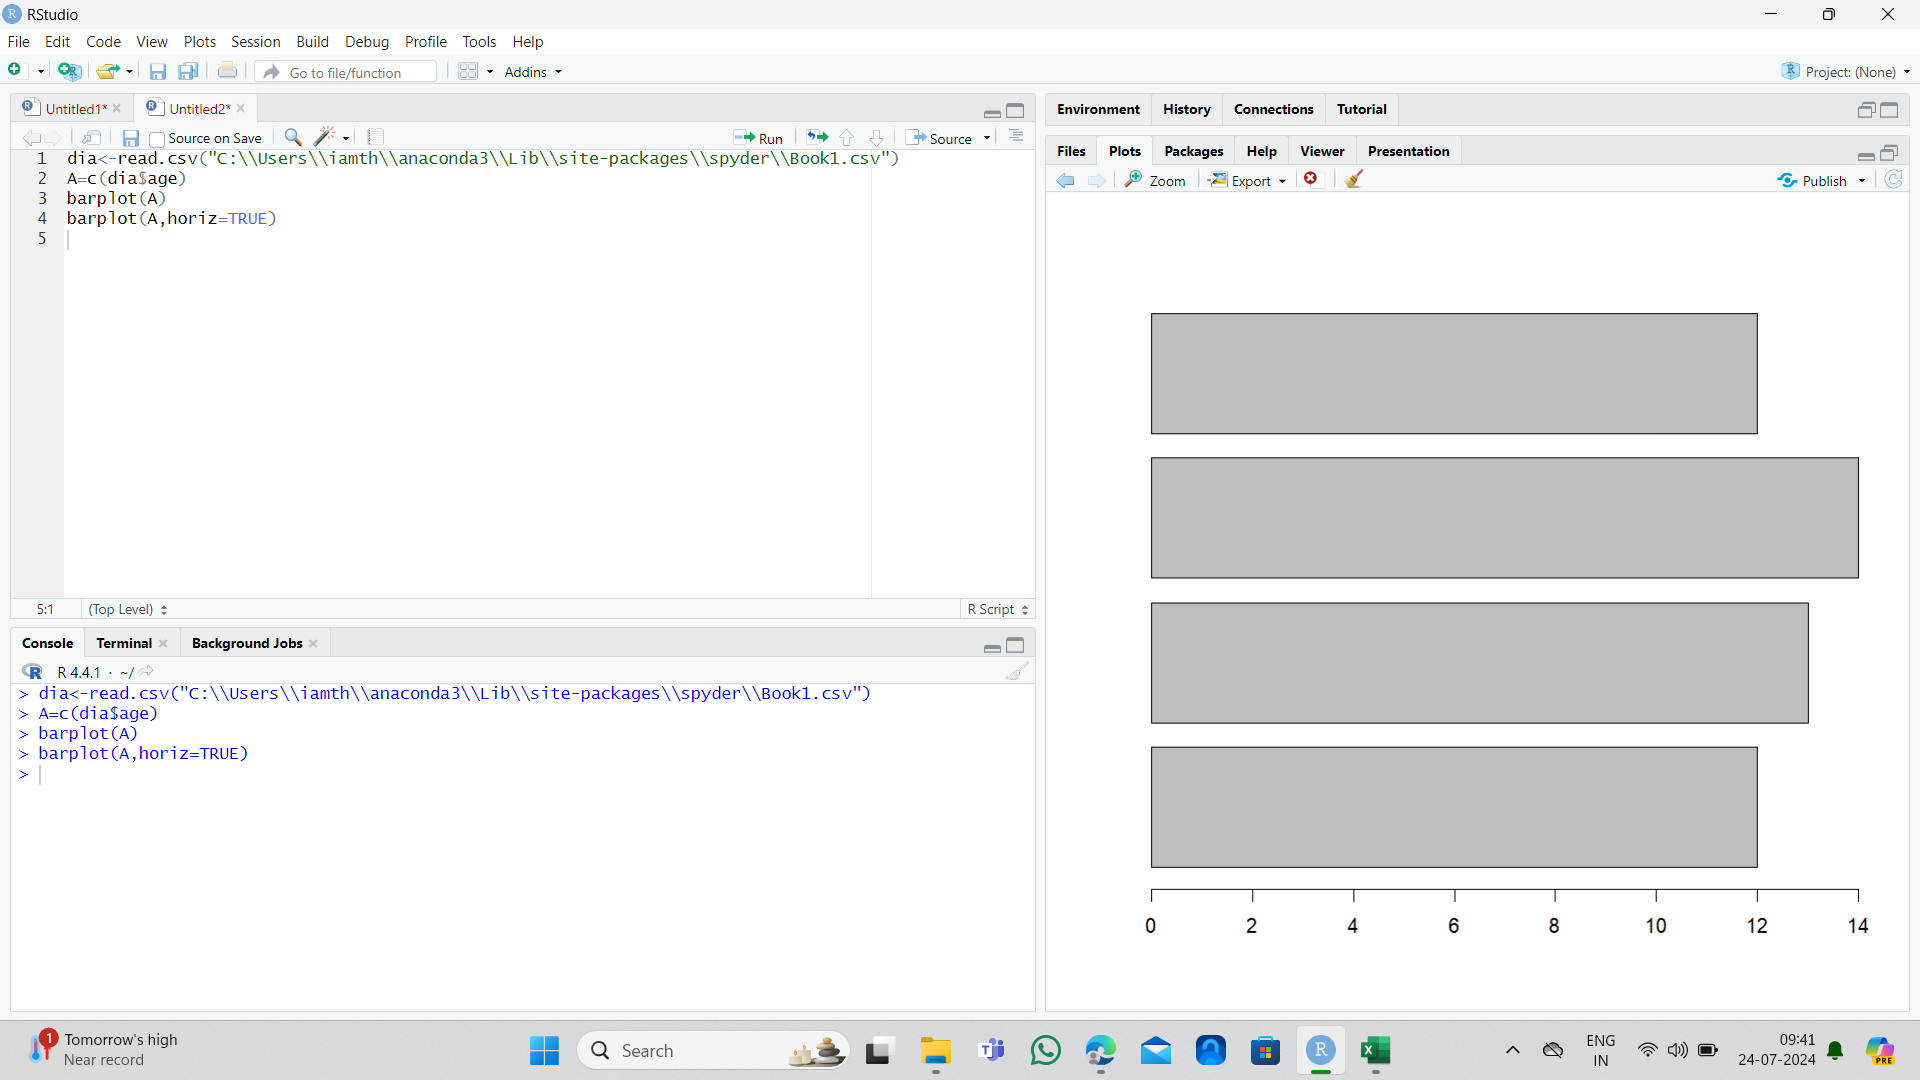 RStudio
File Edit Code View Plots Session Build Debug Profile Tools Help
Go to file/function Addins Project: (None)
Untitled1* Untitled2*
Source on Save Run Source
1 dia<-read.csv("C:\\Users\\iamth\\anaconda3\\Lib\\site-packages\\spyder\\Book1.csv")
2 A=c(dia$age)
3 barplot(A)
4 barplot(A,horiz=TRUE)
5
5:1 (Top Level) R Script
Console Terminal Background Jobs
R 4.4.1 · ~/
> dia<-read.csv("C:\\Users\\iamth\\anaconda3\\Lib\\site-packages\\spyder\\Book1.csv")
> A=c(dia$age)
> barplot(A)
> barplot(A,horiz=TRUE)
>
Environment History Connections Tutorial
Files Plots Packages Help Viewer Presentation
Zoom Export Publish
0 2 4 6 8 10 12 14
1 Tomorrow's high
Near record
Search
ENG
IN
09:41
24-07-2024
PRE